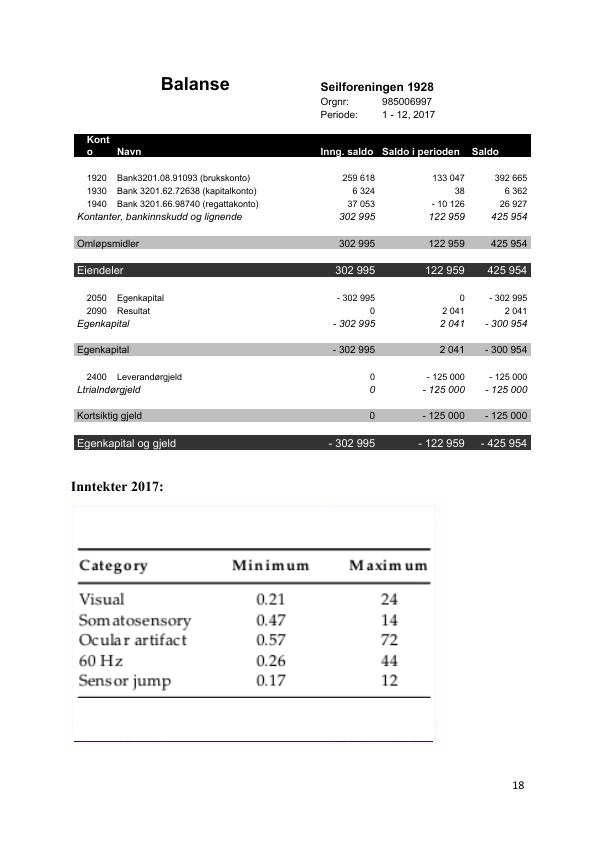 Balanse
Seilforeningen 1928
Orgnr: 985006997
Periode: 1 - 12, 2017
Kont
o Navn Inng. saldo Saldo i perioden Saldo
1920 Bank3201.08.91093 (brukskonto) 259 618 133 047 392 665
1930 Bank 3201.62.72638 (kapitalkonto) 6 324 38 6 362
1940 Bank 3201.66.98740 (regattakonto) 37 053 - 10 126 26 927
Kontanter, bankinnskudd og lignende 302 995 122 959 425 954
Omløpsmidler 302 995 122 959 425 954
Eiendeler 302 995 122 959 425 954
2050 Egenkapital - 302 995 0 - 302 995
2090 Resultat 0 2 041 2 041
Egenkapital - 302 995 2 041 - 300 954
Egenkapital - 302 995 2 041 - 300 954
2400 Leverandørgjeld 0 - 125 000 - 125 000
Ltrialndørgjeld 0 - 125 000 - 125 000
Kortsiktig gjeld 0 - 125 000 - 125 000
Egenkapital og gjeld - 302 995 - 122 959 - 425 954
Inntekter 2017:
Category Minimum Maximum
Visual 0.21 24
Somatosensory 0.47 14
Ocular artifact 0.57 72
60 Hz 0.26 44
Sensor jump 0.17 12
18